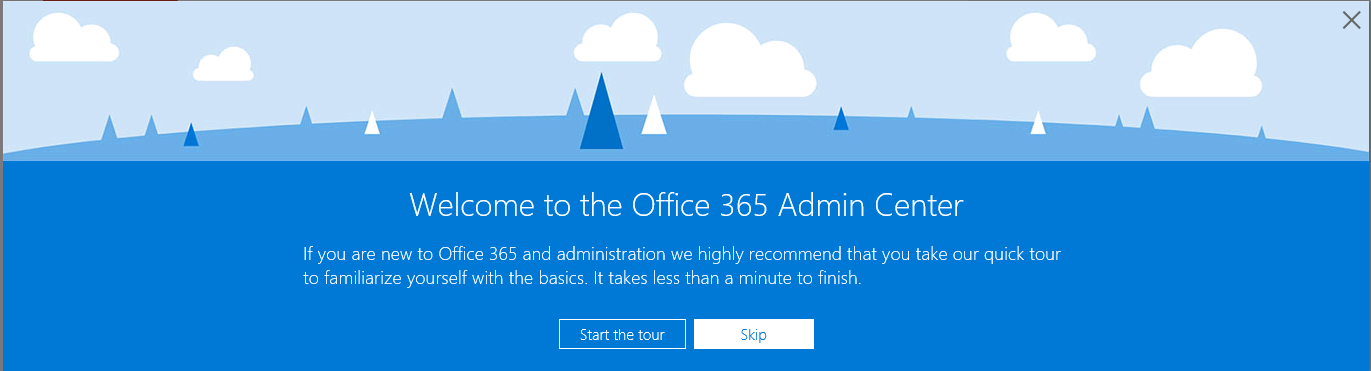 Welcome to the Office 365 Admin Center
If you are new to Office 365 and administration we highly recommend that you take our quick tour
to familiarize yourself with the basics. It takes less than a minute to finish.
Start the tour
Skip